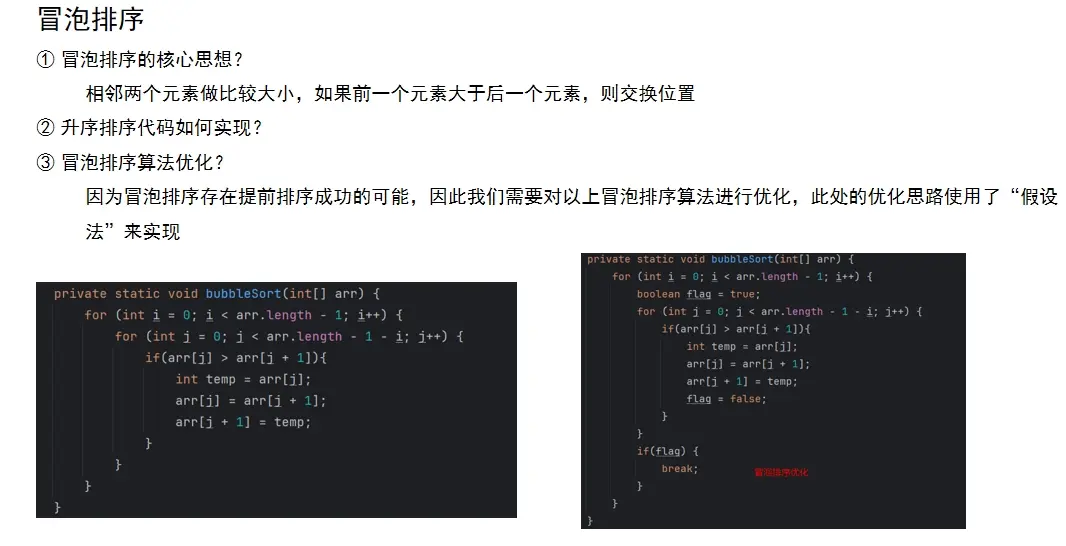 冒泡排序
① 冒泡排序的核心思想？
相邻两个元素做比较大小，如果前一个元素大于后一个元素，则交换位置
② 升序排序代码如何实现？
③ 冒泡排序算法优化？
因为冒泡排序存在提前排序成功的可能，因此我们需要对以上冒泡排序算法进行优化，此处的优化思路使用了“假设
法”来实现
private static void bubbleSort(int[] arr) {
for (int i = 0; i < arr.length - 1; i++) {
for (int j = 0; j < arr.length - 1 - i; j++) {
if(arr[j] > arr[j + 1]){
int temp = arr[j];
arr[j] = arr[j + 1];
arr[j + 1] = temp;
}
}
}
}
private static void bubbleSort(int[] arr) {
for (int i = 0; i < arr.length - 1; i++) {
boolean flag = true;
for (int j = 0; j < arr.length - 1 - i; j++) {
if(arr[j] > arr[j + 1]){
int temp = arr[j];
arr[j] = arr[j + 1];
arr[j + 1] = temp;
flag = false;
}
}
if(flag) {
break;
冒泡排序优化
}
}
}